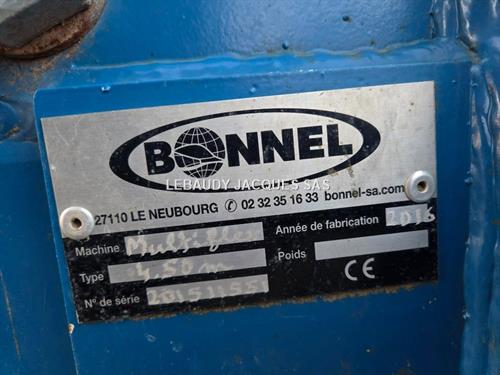 BONNEL
LEBAUDY JACQUES SAS
27110 LE NEUBOURG ✆ 02 32 35 16 33 bonnel-sa.com
Machine Multiflex Année de fabrication 2016
Type 4,50 m Poids
N° de série
CE